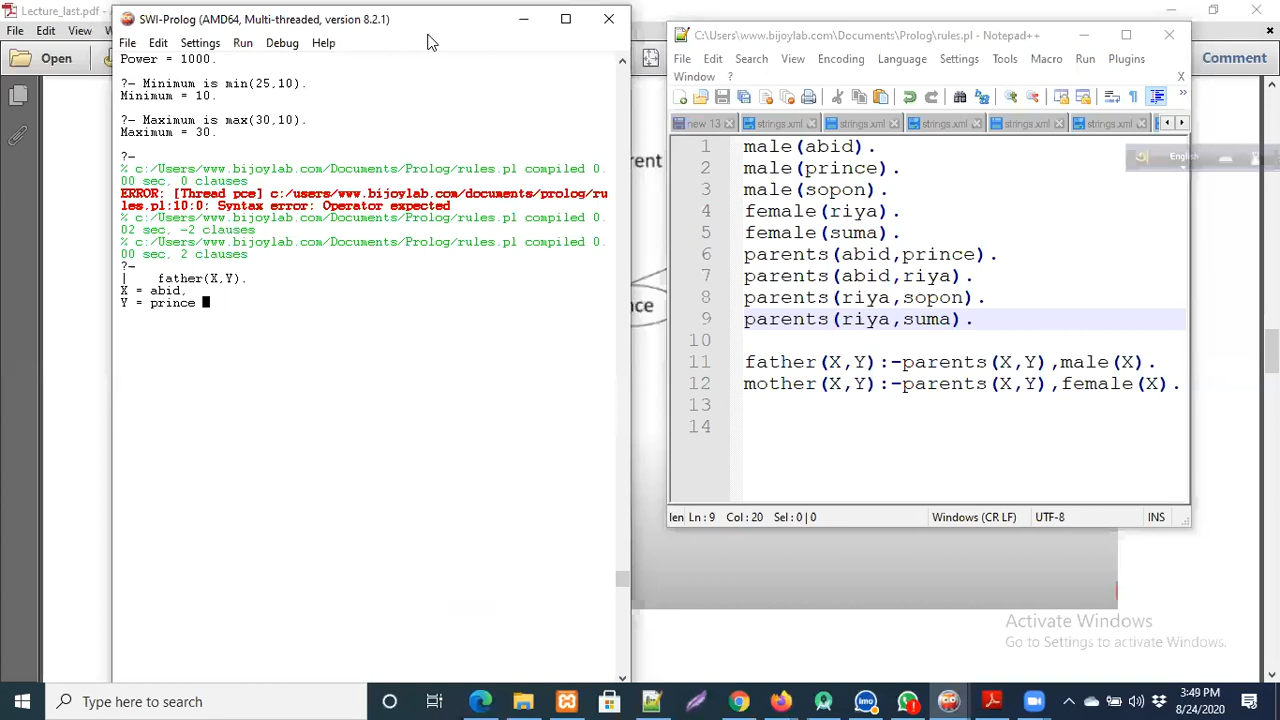 Lecture_last.pdf -
File Edit View
Open
Comment
SWI-Prolog (AMD64, Multi-threaded, version 8.2.1)
File Edit Settings Run Debug Help
Power = 1000.
?- Minimum is min(25,10).
Minimum = 10.
?- Maximum is max(30,10).
Maximum = 30.
?-
% c:/Users/www.bijoylab.com/Documents/Prolog/rules.pl compiled 0.
00 sec, 0 clauses
ERROR: [Thread pce] c:/users/www.bijoylab.com/documents/prolog/ru
les.pl:10:0: Syntax error: Operator expected
% c:/Users/www.bijoylab.com/Documents/Prolog/rules.pl compiled 0.
02 sec, -2 clauses
% c:/Users/www.bijoylab.com/Documents/Prolog/rules.pl compiled 0.
00 sec, 2 clauses
?-
| father(X,Y).
X = abid,
Y = prince
C:\Users\www.bijoylab.com\Documents\Prolog\rules.pl - Notepad++
File Edit Search View Encoding Language Settings Tools Macro Run Plugins
Window ? X
new 13 strings.xml strings.xml strings.xml strings.xml strings.xml
1 male(abid).
2 male(prince).
3 male(sopon).
4 female(riya).
5 female(suma).
6 parents(abid,prince).
7 parents(abid,riya).
8 parents(riya,sopon).
9 parents(riya,suma).
10
11 father(X,Y):-parents(X,Y),male(X).
12 mother(X,Y):-parents(X,Y),female(X).
13
14
len Ln : 9 Col : 20 Sel : 0 | 0 Windows (CR LF) UTF-8 INS
English
Activate Windows
Go to Settings to activate Windows.
Type here to search
3:49 PM
8/24/2020